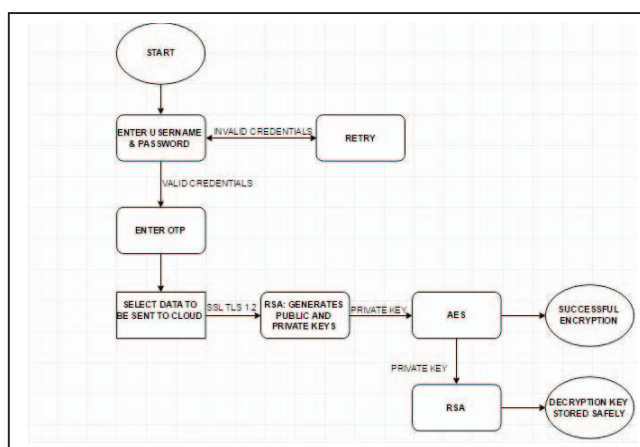 START
ENTER USERNAME
& PASSWORD
INVALID CREDENTIALS
RETRY
VALID CREDENTIALS
ENTER OTP
SELECT DATA TO
BE SENT TO CLOUD
SSL TLS 1.2
RSA: GENERATES
PUBLIC AND
PRIVATE KEYS
PRIVATE KEY
AES
SUCCESSFUL
ENCRYPTION
PRIVATE KEY
RSA
DECRYPTION KEY
STORED SAFELY